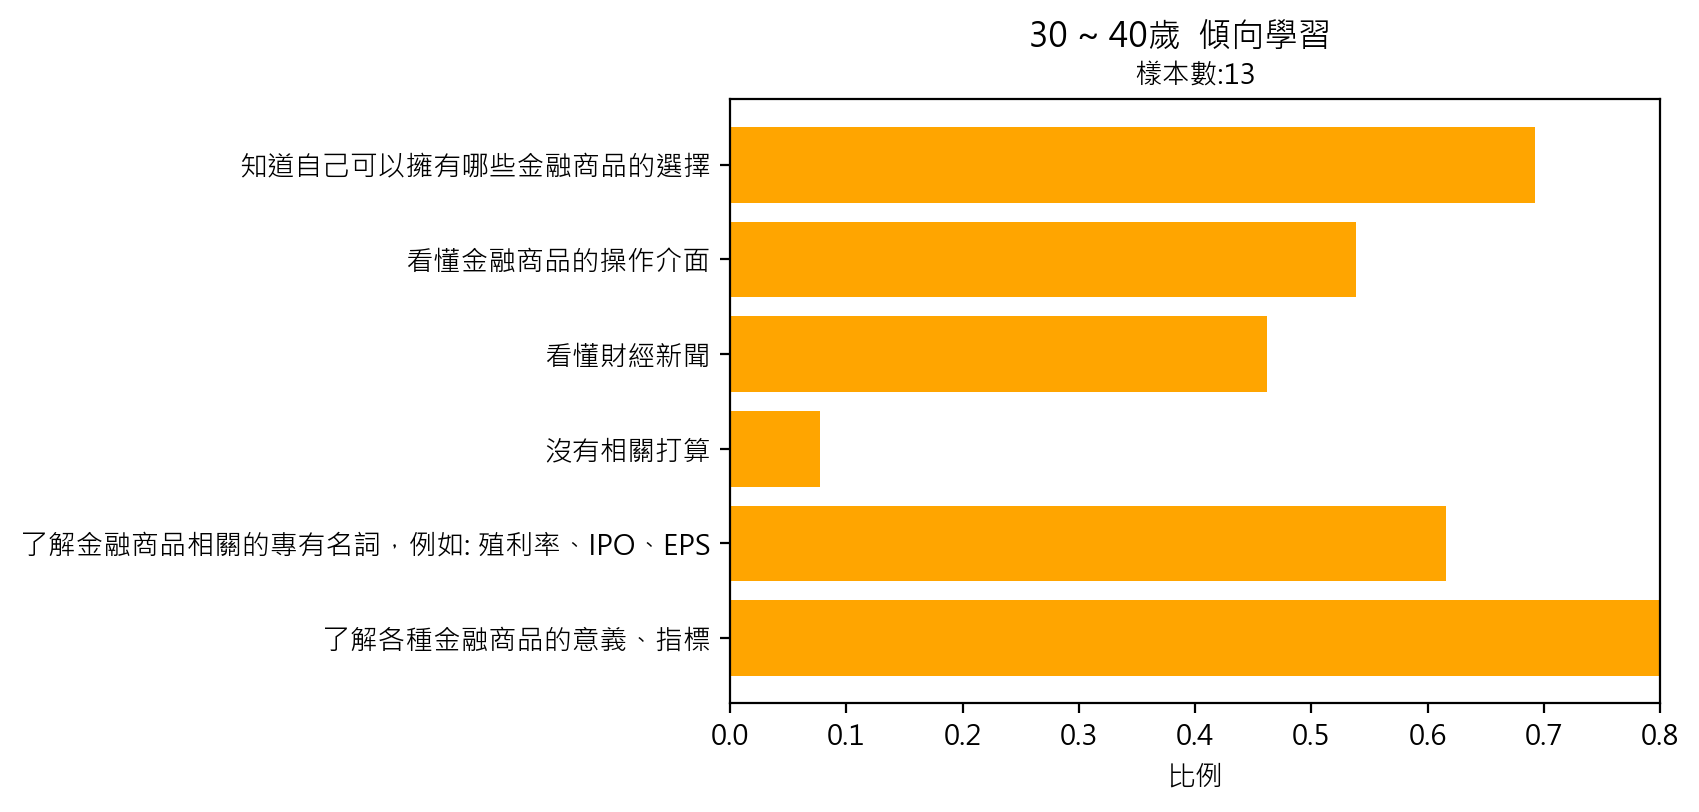 30 ~ 40歲 傾向學習
樣本數:13
知道自己可以擁有哪些金融商品的選擇
看懂金融商品的操作介面
看懂財經新聞
沒有相關打算
了解金融商品相關的專有名詞，例如: 殖利率、IPO、EPS
了解各種金融商品的意義、指標
0.0 0.1 0.2 0.3 0.4 0.5 0.6 0.7 0.8
比例